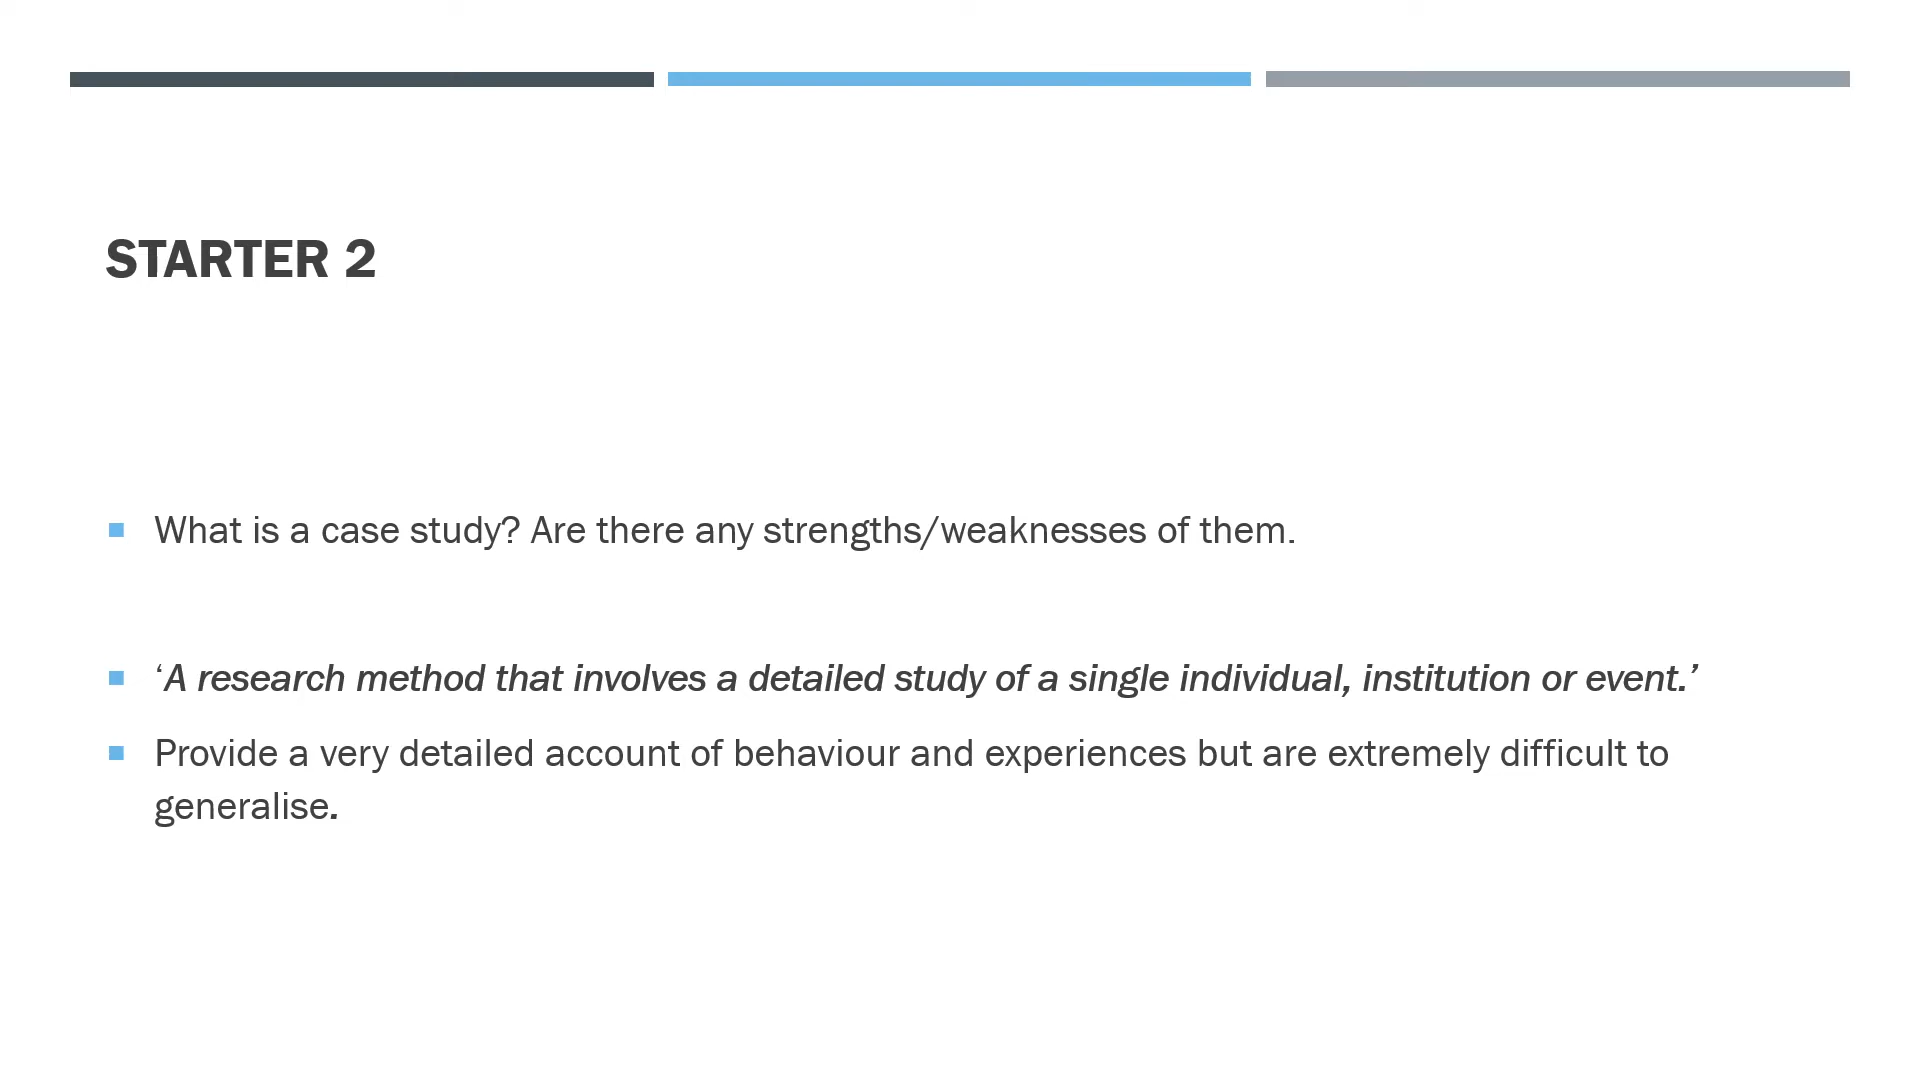 STARTER 2
What is a case study? Are there any strengths/weaknesses of them.
‘A research method that involves a detailed study of a single individual, institution or event.’
Provide a very detailed account of behaviour and experiences but are extremely difficult to
generalise.